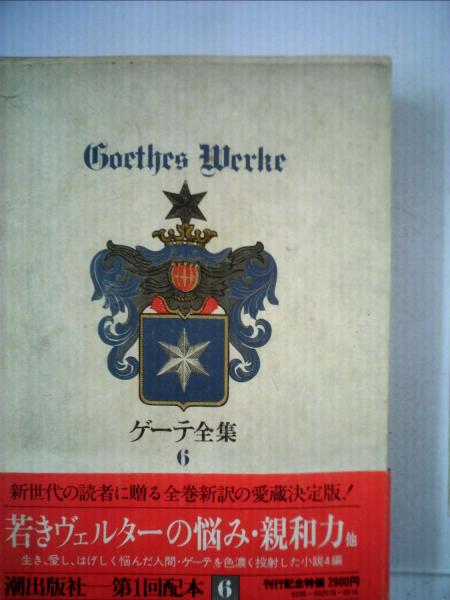 Goethes Werke
ゲーテ全集
6
新世代の読者に贈る全巻新訳の愛蔵決定版!
若きヴェルターの悩み・親和力 他
生き、愛し、はげしく悩んだ人間・ゲーテを色濃く投射した小説4編
潮出版社──第1回配本 6 刊行記念特価 2900円